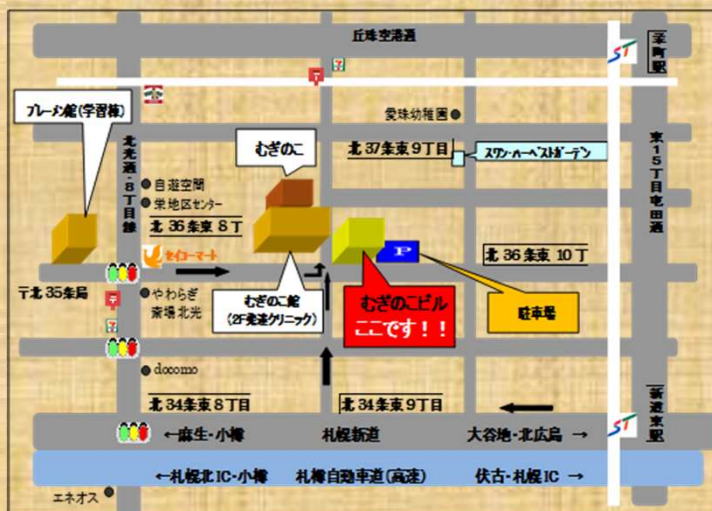 丘珠空港通
栄町駅
ブレーメン館(学習棟)
愛珠幼稚園
北光通・8丁目線
むぎのこ
北37条東9丁目
スワン・ハーベストガーデン
東15丁目屯田通
自遊空間
栄地区センター
北36条東8丁
セイコーマート
P
北36条東10丁
〒北35条局
やわらぎ
斎場北光
むぎのこ館
(2F発達クリニック)
むぎのこビル
ここです！！
駐車場
docomo
北34条東8丁目
北34条東9丁目
新道東駅
←麻生・小樽
札幌新道
大谷地・北広島→
←札幌北IC・小樽
札樽自動車道(高速)
伏古・札幌IC→
エネオス